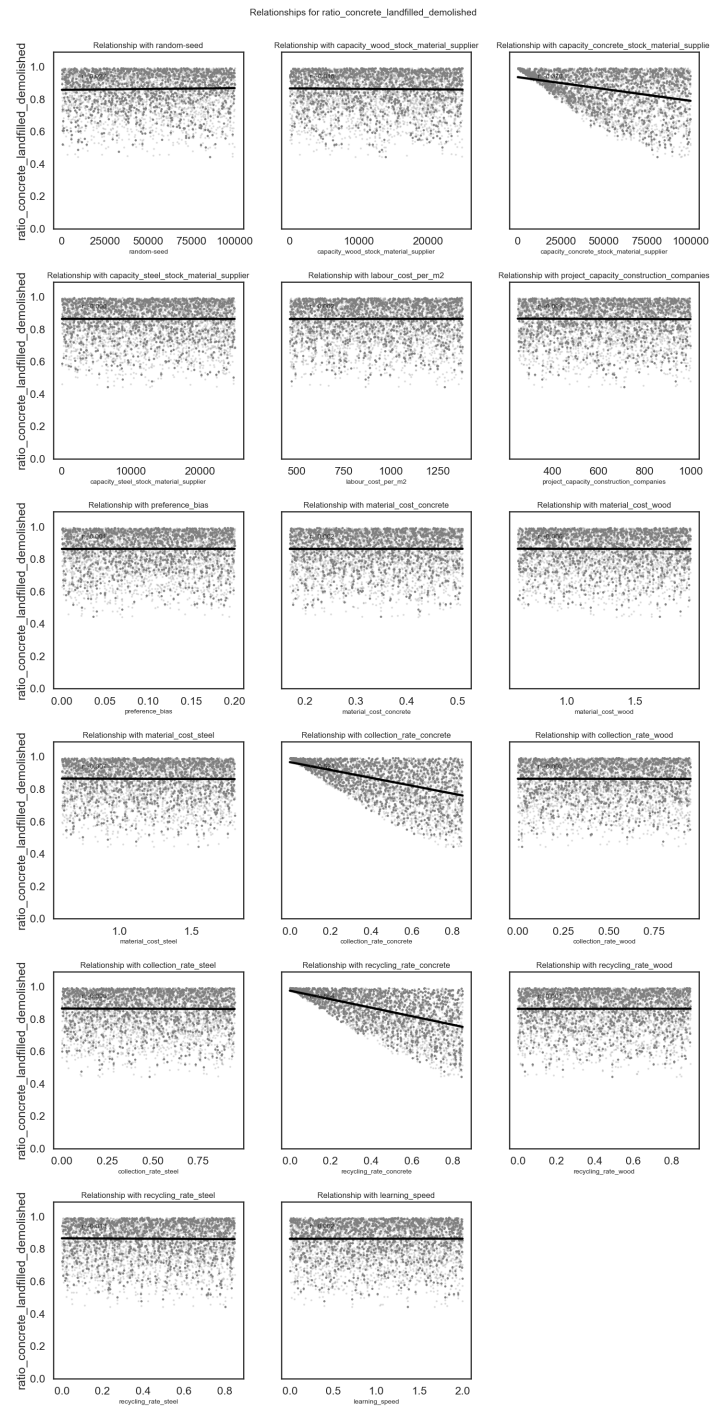 Relationships for ratio_concrete_landfilled_demolished
Relationship with random-seed
Relationship with capacity_wood_stock_material_supplier
Relationship with capacity_concrete_stock_material_supplie
ratio_concrete_landfilled_demolished
1.0
0.8
0.6
0.4
0.2
0.0
0 25000 50000 75000 100000
0 10000 20000
0 25000 50000 75000 100000
random-seed
capacity_wood_stock_material_supplier
capacity_concrete_stock_material_supplier
Relationship with capacity_steel_stock_material_supplier
Relationship with labour_cost_per_m2
Relationship with project_capacity_construction_companies
ratio_concrete_landfilled_demolished
1.0
0.8
0.6
0.4
0.2
0.0
0 10000 20000
500 750 1000 1250
400 600 800 1000
capacity_steel_stock_material_supplier
labour_cost_per_m2
project_capacity_construction_companies
Relationship with preference_bias
Relationship with material_cost_concrete
Relationship with material_cost_wood
ratio_concrete_landfilled_demolished
1.0
0.8
0.6
0.4
0.2
0.0
0.00 0.05 0.10 0.15 0.20
0.2 0.3 0.4 0.5
1.0 1.5
preference_bias
material_cost_concrete
material_cost_wood
Relationship with material_cost_steel
Relationship with collection_rate_concrete
Relationship with collection_rate_wood
ratio_concrete_landfilled_demolished
1.0
0.8
0.6
0.4
0.2
0.0
1.0 1.5
0.0 0.2 0.4 0.6 0.8
0.00 0.25 0.50 0.75
material_cost_steel
collection_rate_concrete
collection_rate_wood
Relationship with collection_rate_steel
Relationship with recycling_rate_concrete
Relationship with recycling_rate_wood
ratio_concrete_landfilled_demolished
1.0
0.8
0.6
0.4
0.2
0.0
0.00 0.25 0.50 0.75
0.0 0.2 0.4 0.6 0.8
0.0 0.2 0.4 0.6 0.8
collection_rate_steel
recycling_rate_concrete
recycling_rate_wood
Relationship with recycling_rate_steel
Relationship with learning_speed
ratio_concrete_landfilled_demolished
1.0
0.8
0.6
0.4
0.2
0.0
0.0 0.2 0.4 0.6 0.8
0.0 0.5 1.0 1.5 2.0
recycling_rate_steel
learning_speed